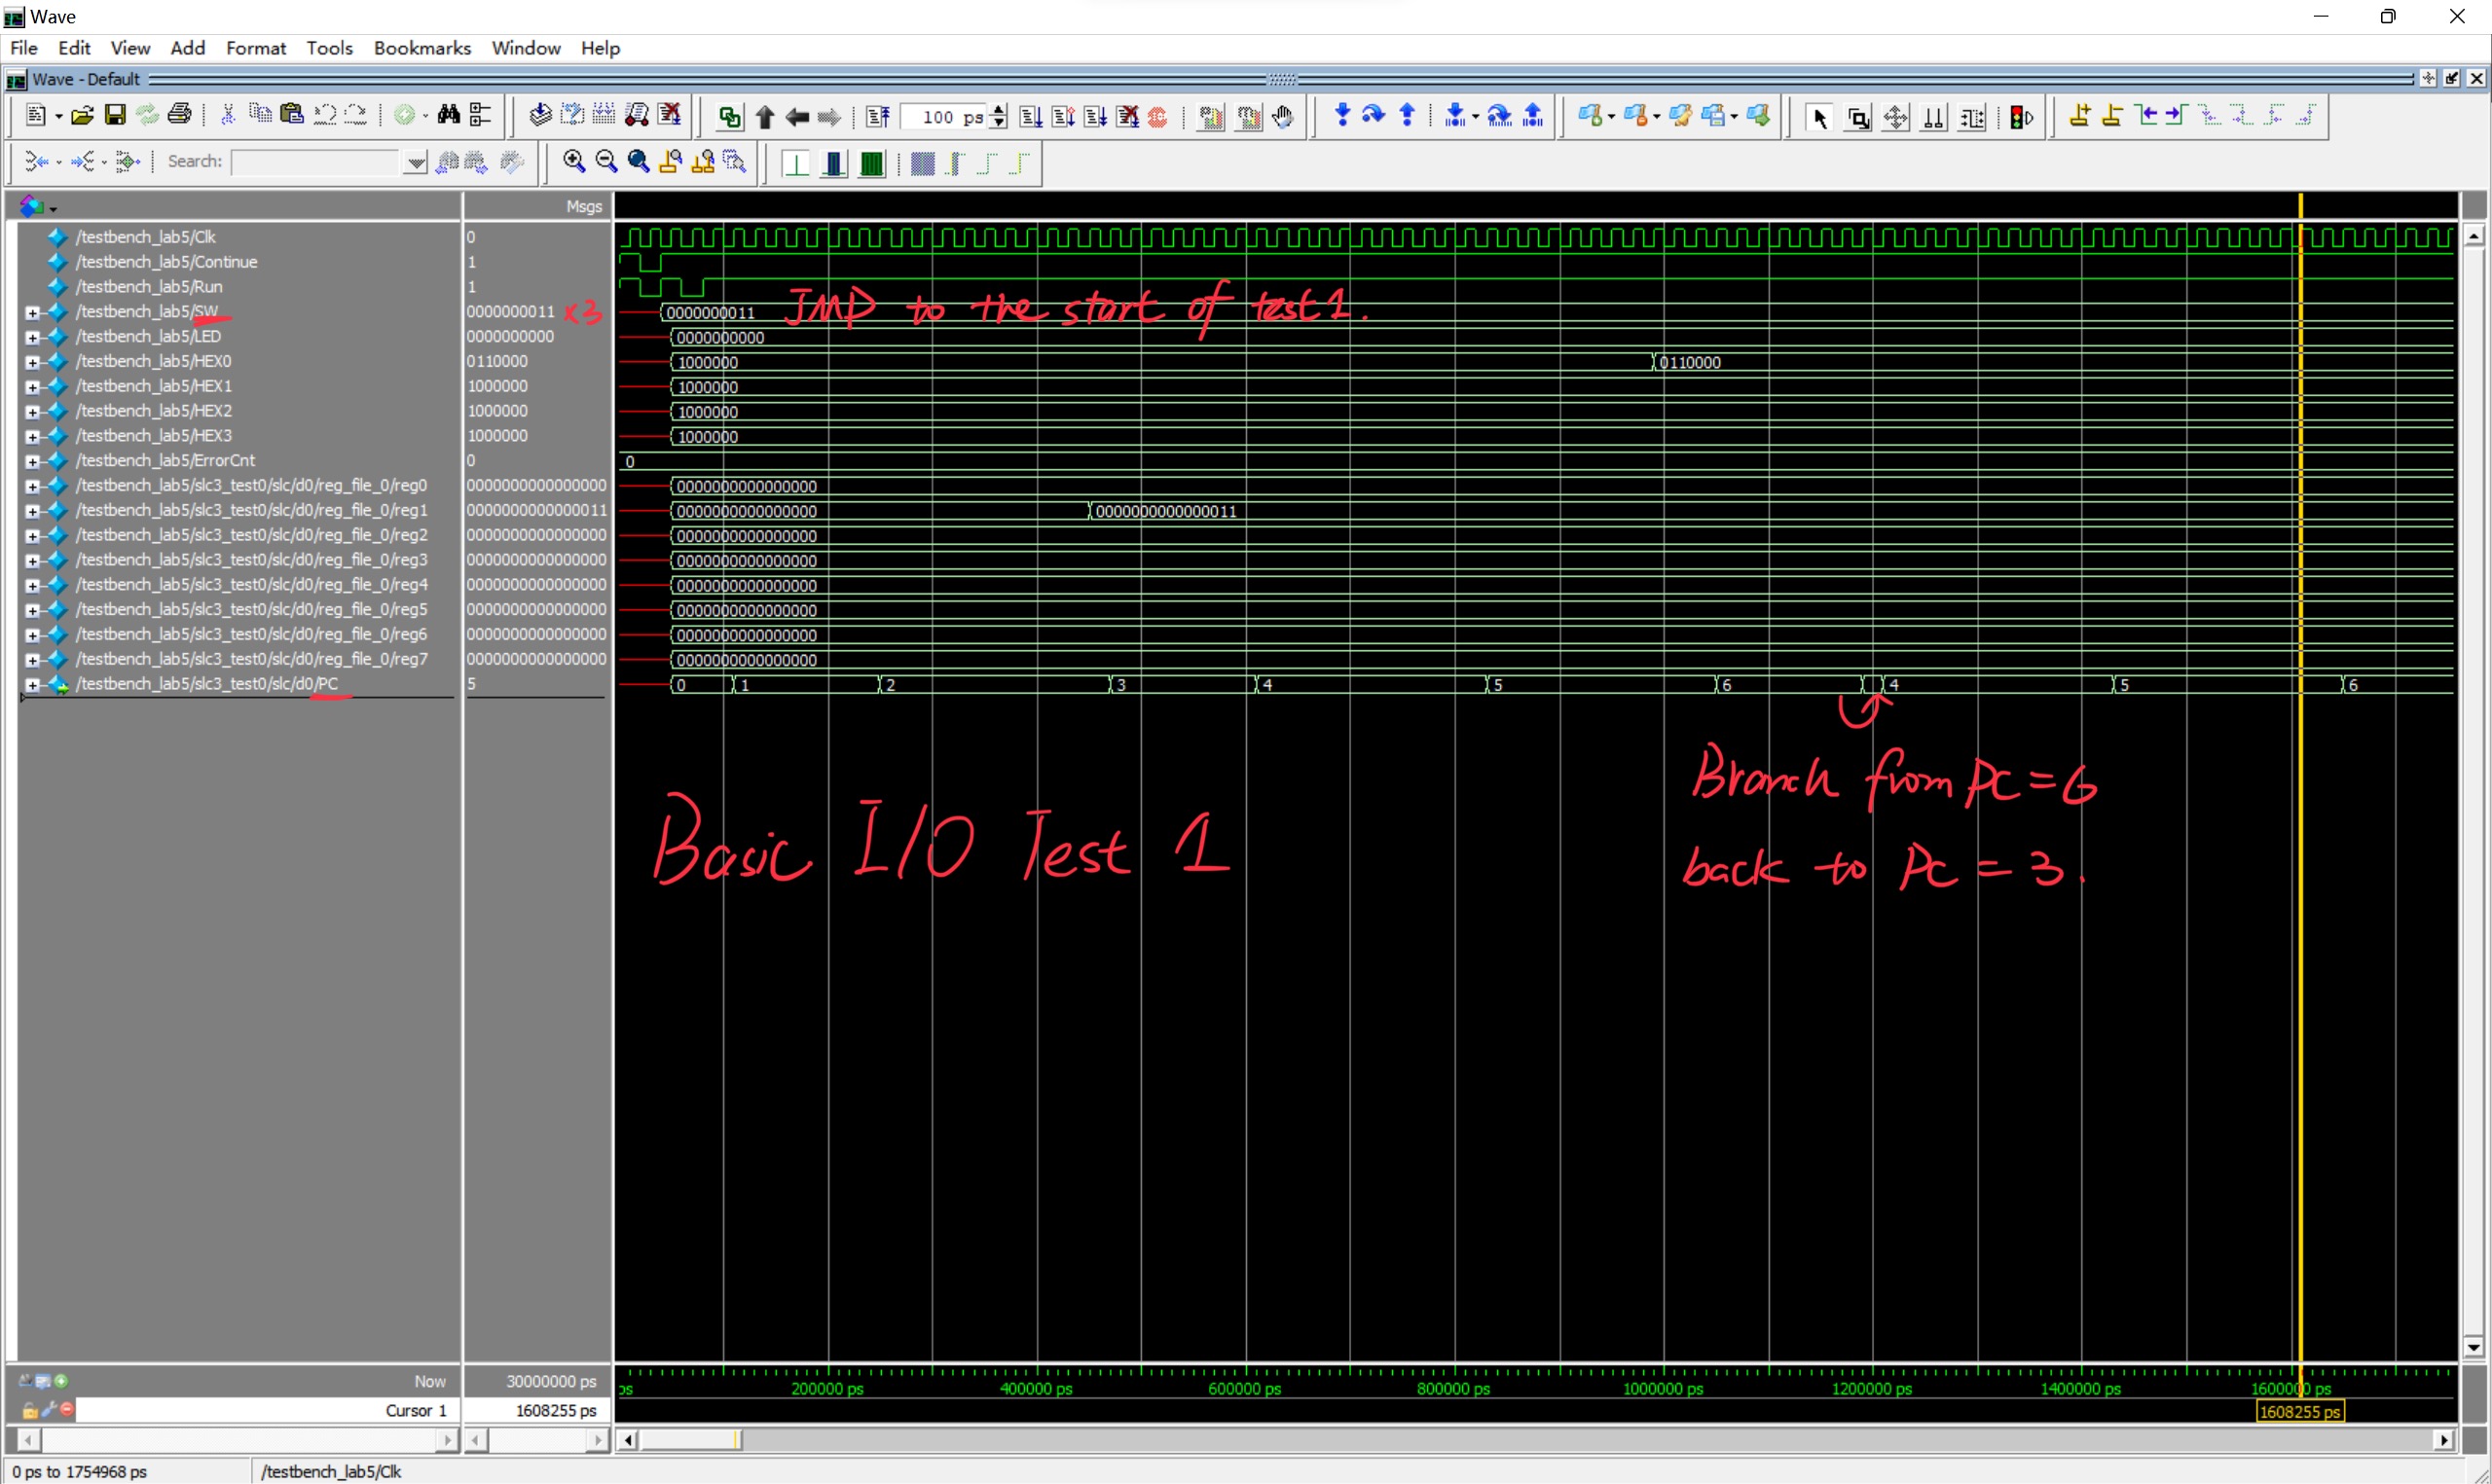 Wave
File Edit View Add Format Tools Bookmarks Window Help
Wave - Default
100 ps
Search:
Msgs
/testbench_lab5/Clk 0
/testbench_lab5/Continue 1
/testbench_lab5/Run 1
/testbench_lab5/SW 0000000011 x3 0000000011 JMP to the start of test 1.
/testbench_lab5/LED 0000000000 0000000000
/testbench_lab5/HEX0 0110000 1000000 0110000
/testbench_lab5/HEX1 1000000 1000000
/testbench_lab5/HEX2 1000000 1000000
/testbench_lab5/HEX3 1000000 1000000
/testbench_lab5/ErrorCnt 0 0
/testbench_lab5/slc3_test0/slc/d0/reg_file_0/reg0 0000000000000000 0000000000000000
/testbench_lab5/slc3_test0/slc/d0/reg_file_0/reg1 0000000000000011 0000000000000000 0000000000000011
/testbench_lab5/slc3_test0/slc/d0/reg_file_0/reg2 0000000000000000 0000000000000000
/testbench_lab5/slc3_test0/slc/d0/reg_file_0/reg3 0000000000000000 0000000000000000
/testbench_lab5/slc3_test0/slc/d0/reg_file_0/reg4 0000000000000000 0000000000000000
/testbench_lab5/slc3_test0/slc/d0/reg_file_0/reg5 0000000000000000 0000000000000000
/testbench_lab5/slc3_test0/slc/d0/reg_file_0/reg6 0000000000000000 0000000000000000
/testbench_lab5/slc3_test0/slc/d0/reg_file_0/reg7 0000000000000000 0000000000000000
/testbench_lab5/slc3_test0/slc/d0/PC 5 0 1 2 3 4 5 6 4 5 6
Basic I/O Test 1
Branch from PC = 6
back to PC = 3.
Now 30000000 ps ps 200000 ps 400000 ps 600000 ps 800000 ps 1000000 ps 1200000 ps 1400000 ps 1600000 ps
Cursor 1 1608255 ps 1608255 ps
0 ps to 1754968 ps /testbench_lab5/Clk